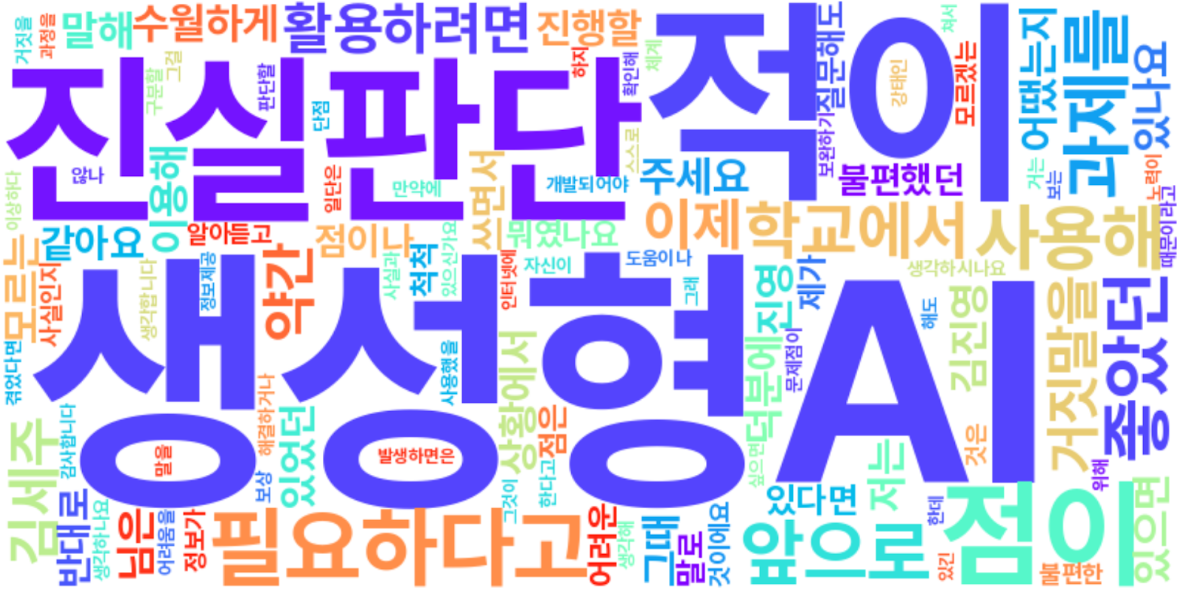 거짓을
과정을
말해
수월하게
활용하려면
진행할
적이
진실판단
그걸
구분할
판단할
단점
하지
확인해
체계
쳐서
강태인
질문해도
보완하기
모르겠는
어땠는지
과제를
있나요
않나
이용해
일단은
만약에
쓰면서
스스로
개발되어야
주세요
불편했던
겨는
보는
노력이
때문이라고
이상하다
같아요
알아듣고
점이나
뭐였나요
이제
학교에서
사용해
모르는
사실인지
생각합니다
정보제공
약간
사실과
척척
있으신가요
인터넷에
자신이
도움이나
그래
진영
제가
생각하시나요
생성형
AI
해도
김진영
거짓말을
좋았던
겪었다면
사용했을
상황에서
덕분에
문제점이
김세주
감사합니다
말을
해결하거나
보상
있었던
발생하면은
점은
싶으면
저는
것은
위해
반대로
생각하나요
님은
어려움을
정보가
필요하다고
그것이
한다고
어려운
생각해
그때
말로
것이에요
있다면
앞으로
한데
있긴
점이
불편한
있으면